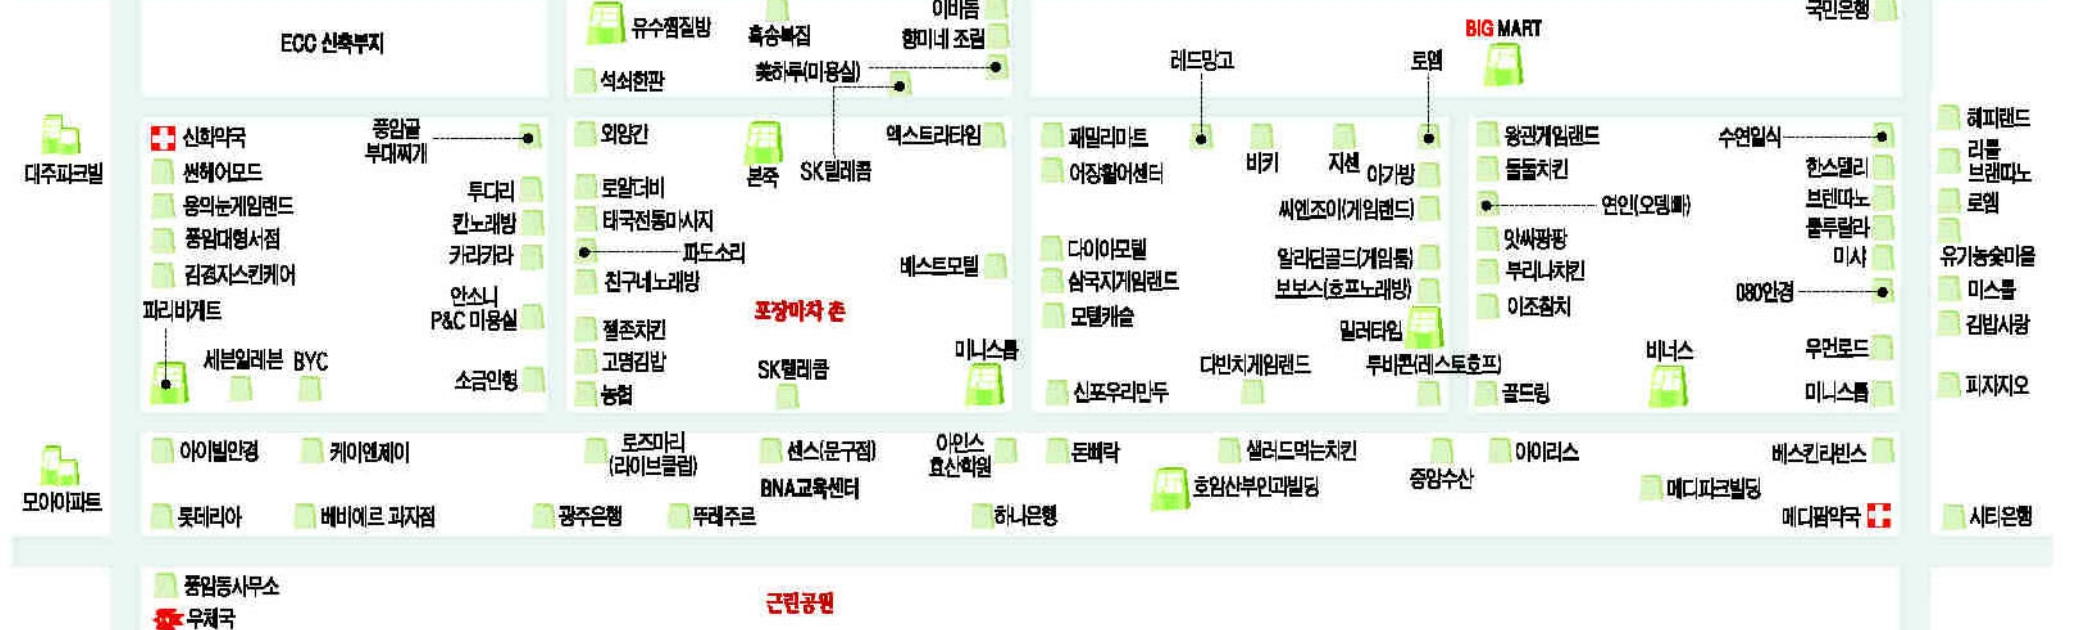 이바돔
국민은행
유수찜질방
흑송복집
BIG MART
ECC 신축부지
향미네 조림
레드망고
로엠
美하루(미용실)
석쇠한판
해피랜드
신화약국
풍암골
부대찌개
외양간
엑스트라타임
패밀리마트
왕관게임랜드
수연일식
리틀
브랜따노
대주파크빌
썬헤어모드
본죽
SK텔레콤
어장활어센터
비키
지센
아가방
둘둘치킨
한스델리
투다리
로얄더비
용의눈게임랜드
씨엔조이(게임랜드)
연인(오뎅빠)
브렌따노
로엠
칸노래방
태국전통마사지
풍암대형서점
앗싸팡팡
룰루랄라
카라카라
파도소리
다이아모델
알라딘골드(게임룸)
미샤
유기농숯마을
김경자스킨케어
친구네노래방
베스트모텔
삼국지게임랜드
부리나치킨
보보스(호프노래방)
080안경
미스톱
안소니
P&C 미용실
파리바게트
포장마차 촌
모텔캐슬
이조참치
밀러타임
김밥사랑
젤존치킨
미니스톱
비너스
우먼로드
세븐일레븐
BYC
고명김밥
SK텔레콤
다빈치게임랜드
투바콘(레스토호프)
소금인형
농협
신포우리만두
골드링
미니스톱
피자지오
아이빌안경
케이엔제이
로즈마리
(라이브클럽)
센스(문구점)
아인스
효산학원
돈뼈락
샐러드먹는치킨
아이리스
베스킨라빈스
중앙수산
모아아파트
BNA교육센터
호암산부인과빌딩
메디파크빌딩
롯데리아
베비에르 과자점
광주은행
뚜레주르
하나은행
메디팜약국
시티은행
풍암동사무소
근린공원
우체국